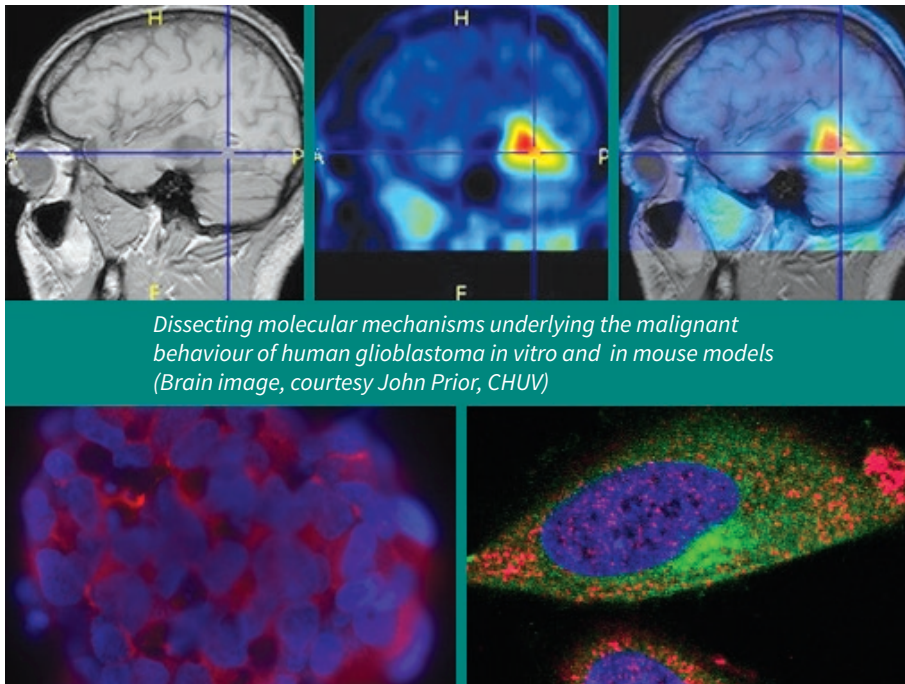 H
H
A
P
A
P
F
F
Dissecting molecular mechanisms underlying the malignant
behaviour of human glioblastoma in vitro and in mouse models
(Brain image, courtesy John Prior, CHUV)